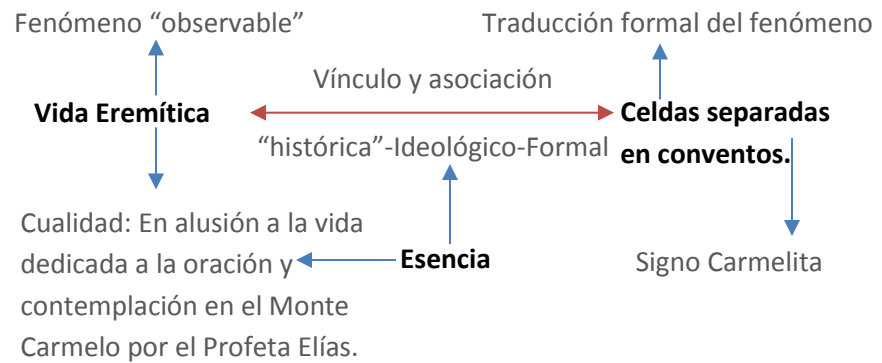 Fenómeno “observable”
Traducción formal del fenómeno
Vínculo y asociación
Vida Eremítica
Celdas separadas
en conventos.
“histórica”-Ideológico-Formal
Cualidad: En alusión a la vida
dedicada a la oración y
contemplación en el Monte
Carmelo por el Profeta Elías.
Esencia
Signo Carmelita